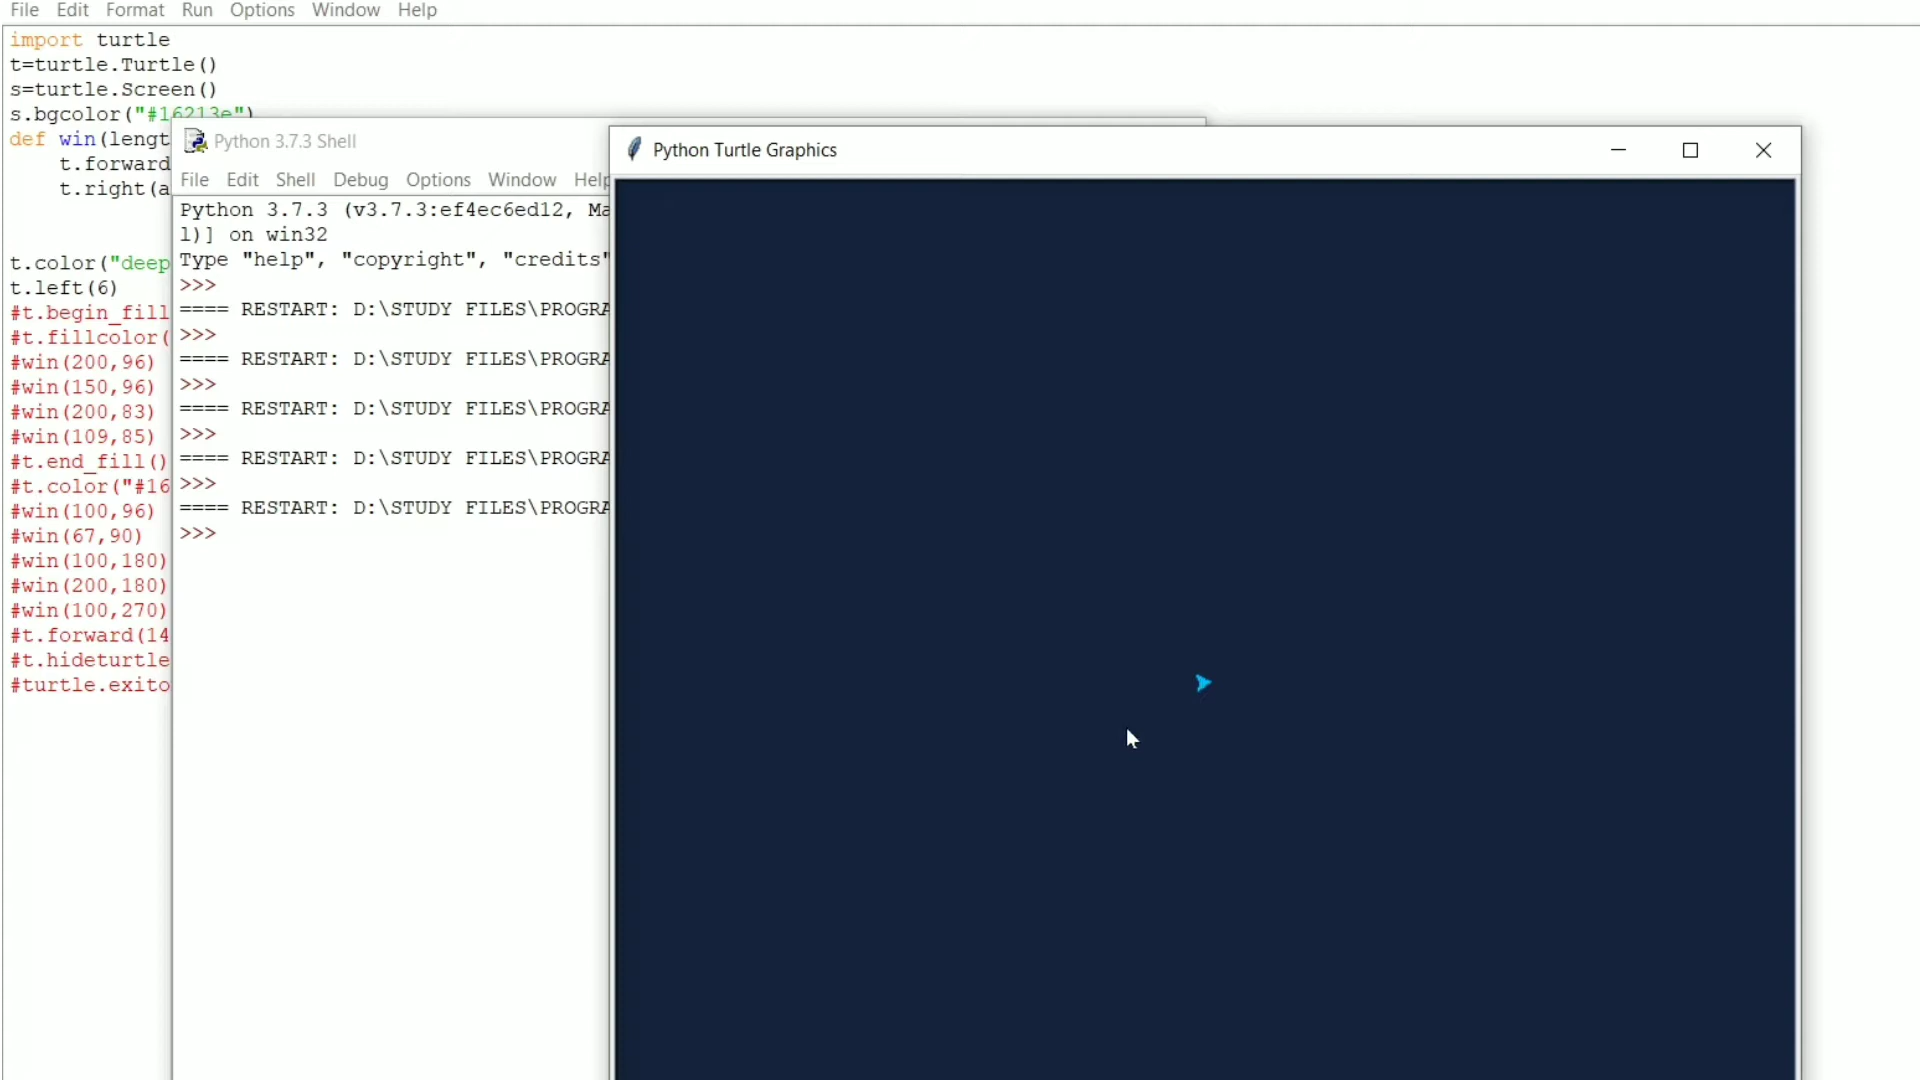 File Edit Format Run Options Window Help
import turtle
t=turtle.Turtle()
s=turtle.Screen()
s.bgcolor("#16213e")
def win(lengt
t.forward
t.right(a
t.color("deep
t.left(6)
#t.begin_fill
#t.fillcolor(
#win(200,96)
#win(150,96)
#win(200,83)
#win(109,85)
#t.end_fill()
#t.color("#16
#win(100,96)
#win(67,90)
#win(100,180)
#win(200,180)
#win(100,270)
#t.forward(14
#t.hideturtle
#turtle.exito
Python 3.7.3 Shell
File Edit Shell Debug Options Window Help
Python 3.7.3 (v3.7.3:ef4ec6ed12, Ma
l)] on win32
Type "help", "copyright", "credits"
>>>
==== RESTART: D:\STUDY FILES\PROGRA
>>>
==== RESTART: D:\STUDY FILES\PROGRA
>>>
==== RESTART: D:\STUDY FILES\PROGRA
>>>
==== RESTART: D:\STUDY FILES\PROGRA
>>>
==== RESTART: D:\STUDY FILES\PROGRA
>>>
Python Turtle Graphics